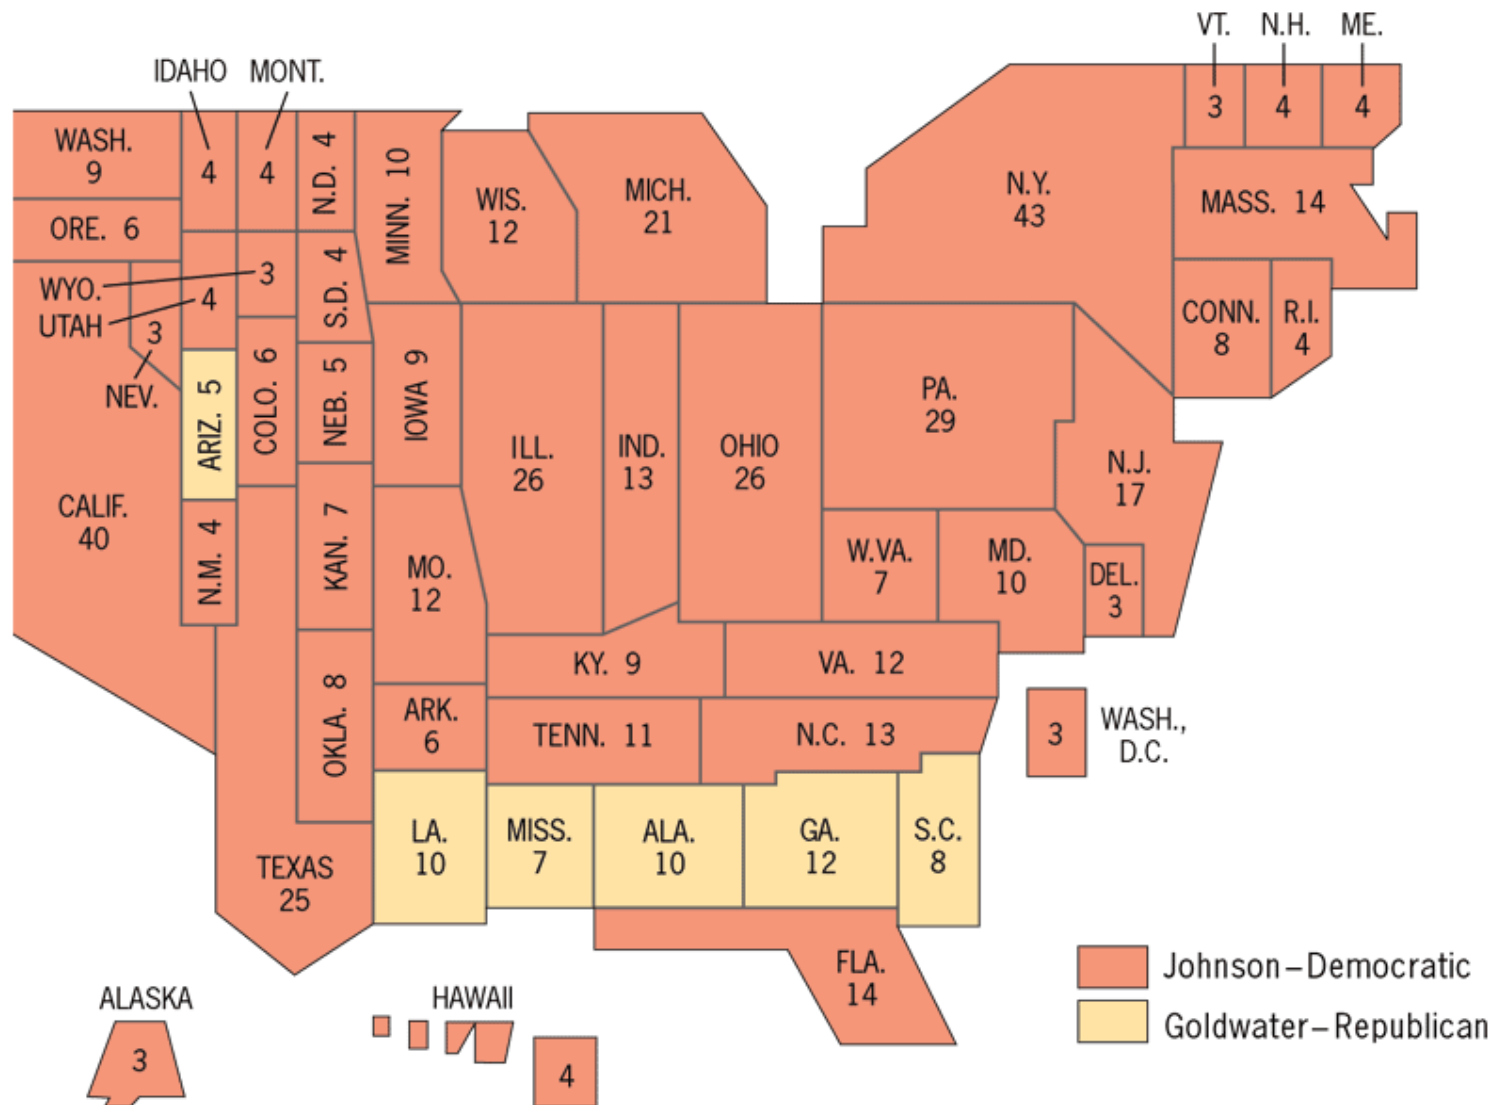 VT. N.H. ME.
3 4 4
IDAHO MONT.
4 4
WASH.
9
ORE. 6
N.D. 4
MINN. 10
WIS.
12
MICH.
21
N.Y.
43
MASS. 14
WYO.
3
UTAH
4
S.D. 4
3
NEV.
CONN.
8
R.I.
4
ARIZ. 5
COLO. 6
NEB. 5
IOWA 9
ILL.
26
IND.
13
OHIO
26
PA.
29
N.J.
17
CALIF.
40
N.M. 4
KAN. 7
MO.
12
W.VA.
7
MD.
10
DEL.
3
KY. 9
VA. 12
OKLA. 8
ARK.
6
TENN. 11
N.C. 13
3
WASH.,
D.C.
TEXAS
25
LA.
10
MISS.
7
ALA.
10
GA.
12
S.C.
8
FLA.
14
ALASKA
3
HAWAII
4
Johnson–Democratic
Goldwater–Republican